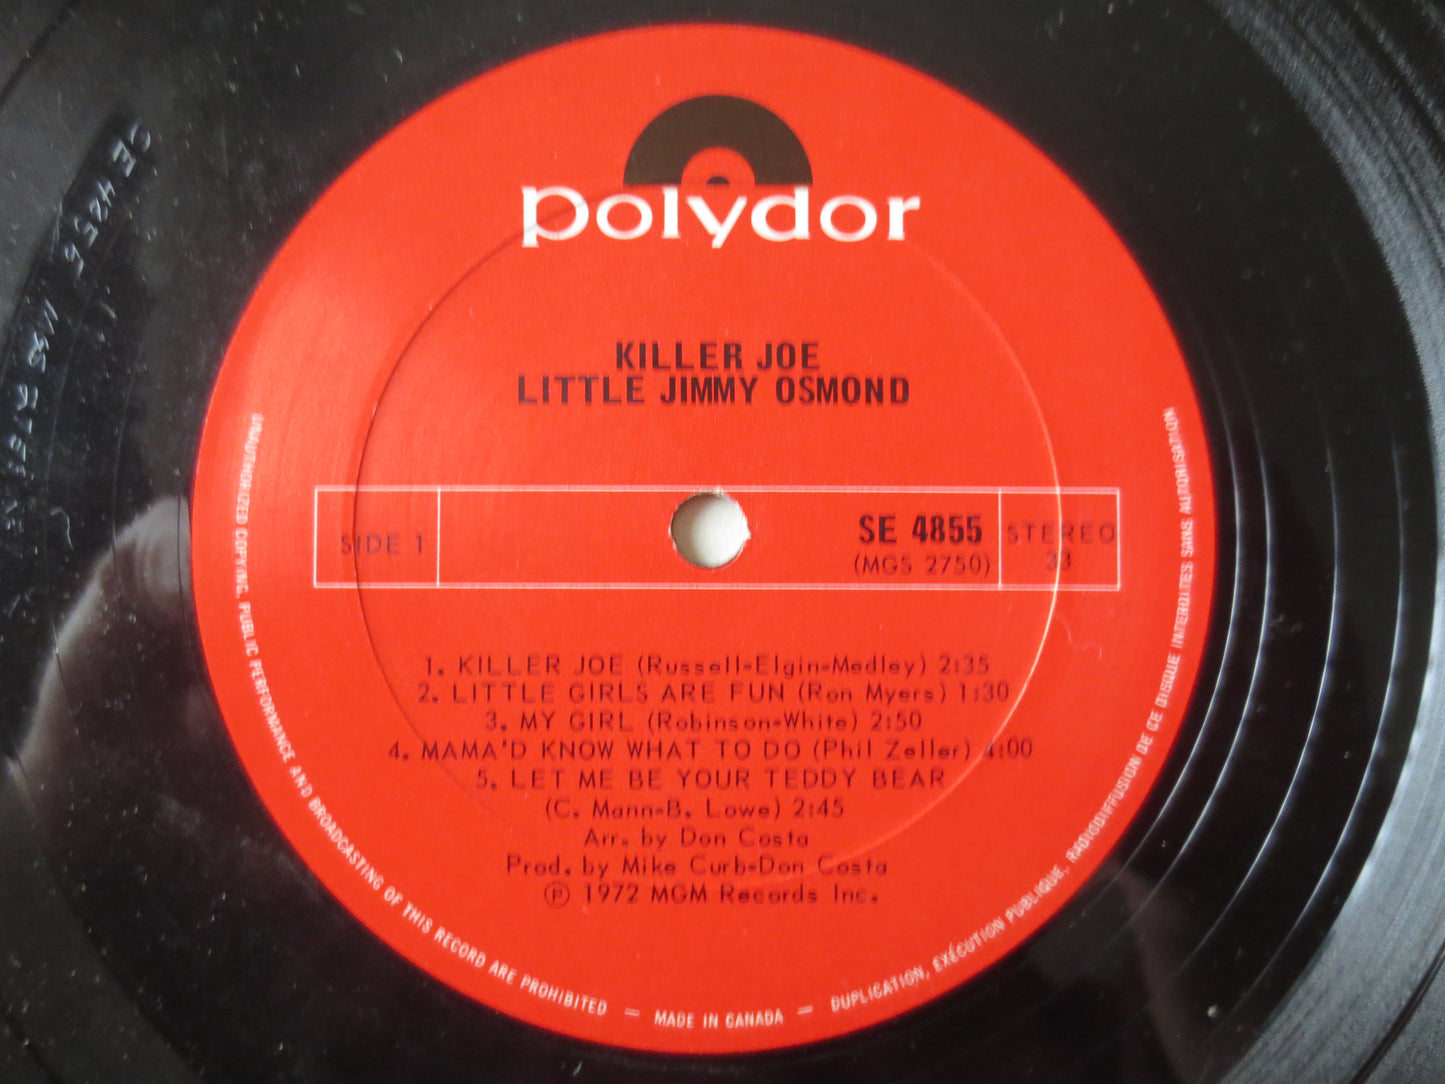 polydor
KILLER JOE
LITTLE JIMMY OSMOND
SIDE 1
SE 4855
(MGS 2750)
STEREO
33
1. KILLER JOE (Russell-Elgin-Medley) 2:35
2. LITTLE GIRLS ARE FUN (Ron Myers) 1:30
3. MY GIRL (Robinson-White) 2:50
4. MAMA'D KNOW WHAT TO DO (Phil Zeller) 4:00
5. LET ME BE YOUR TEDDY BEAR
(C. Mann-B. Lowe) 2:45
Arr. by Don Costa
Prod. by Mike Curb-Don Costa
℗ 1972 MGM Records Inc.
UNAUTHORIZED COPYING, PUBLIC PERFORMANCE AND BROADCASTING OF THIS RECORD ARE PROHIBITED — MADE IN CANADA — DUPLICATION, EXÉCUTION PUBLIQUE, RADIODIFFUSION DE CE DISQUE INTERDITES SANS AUTORISATION